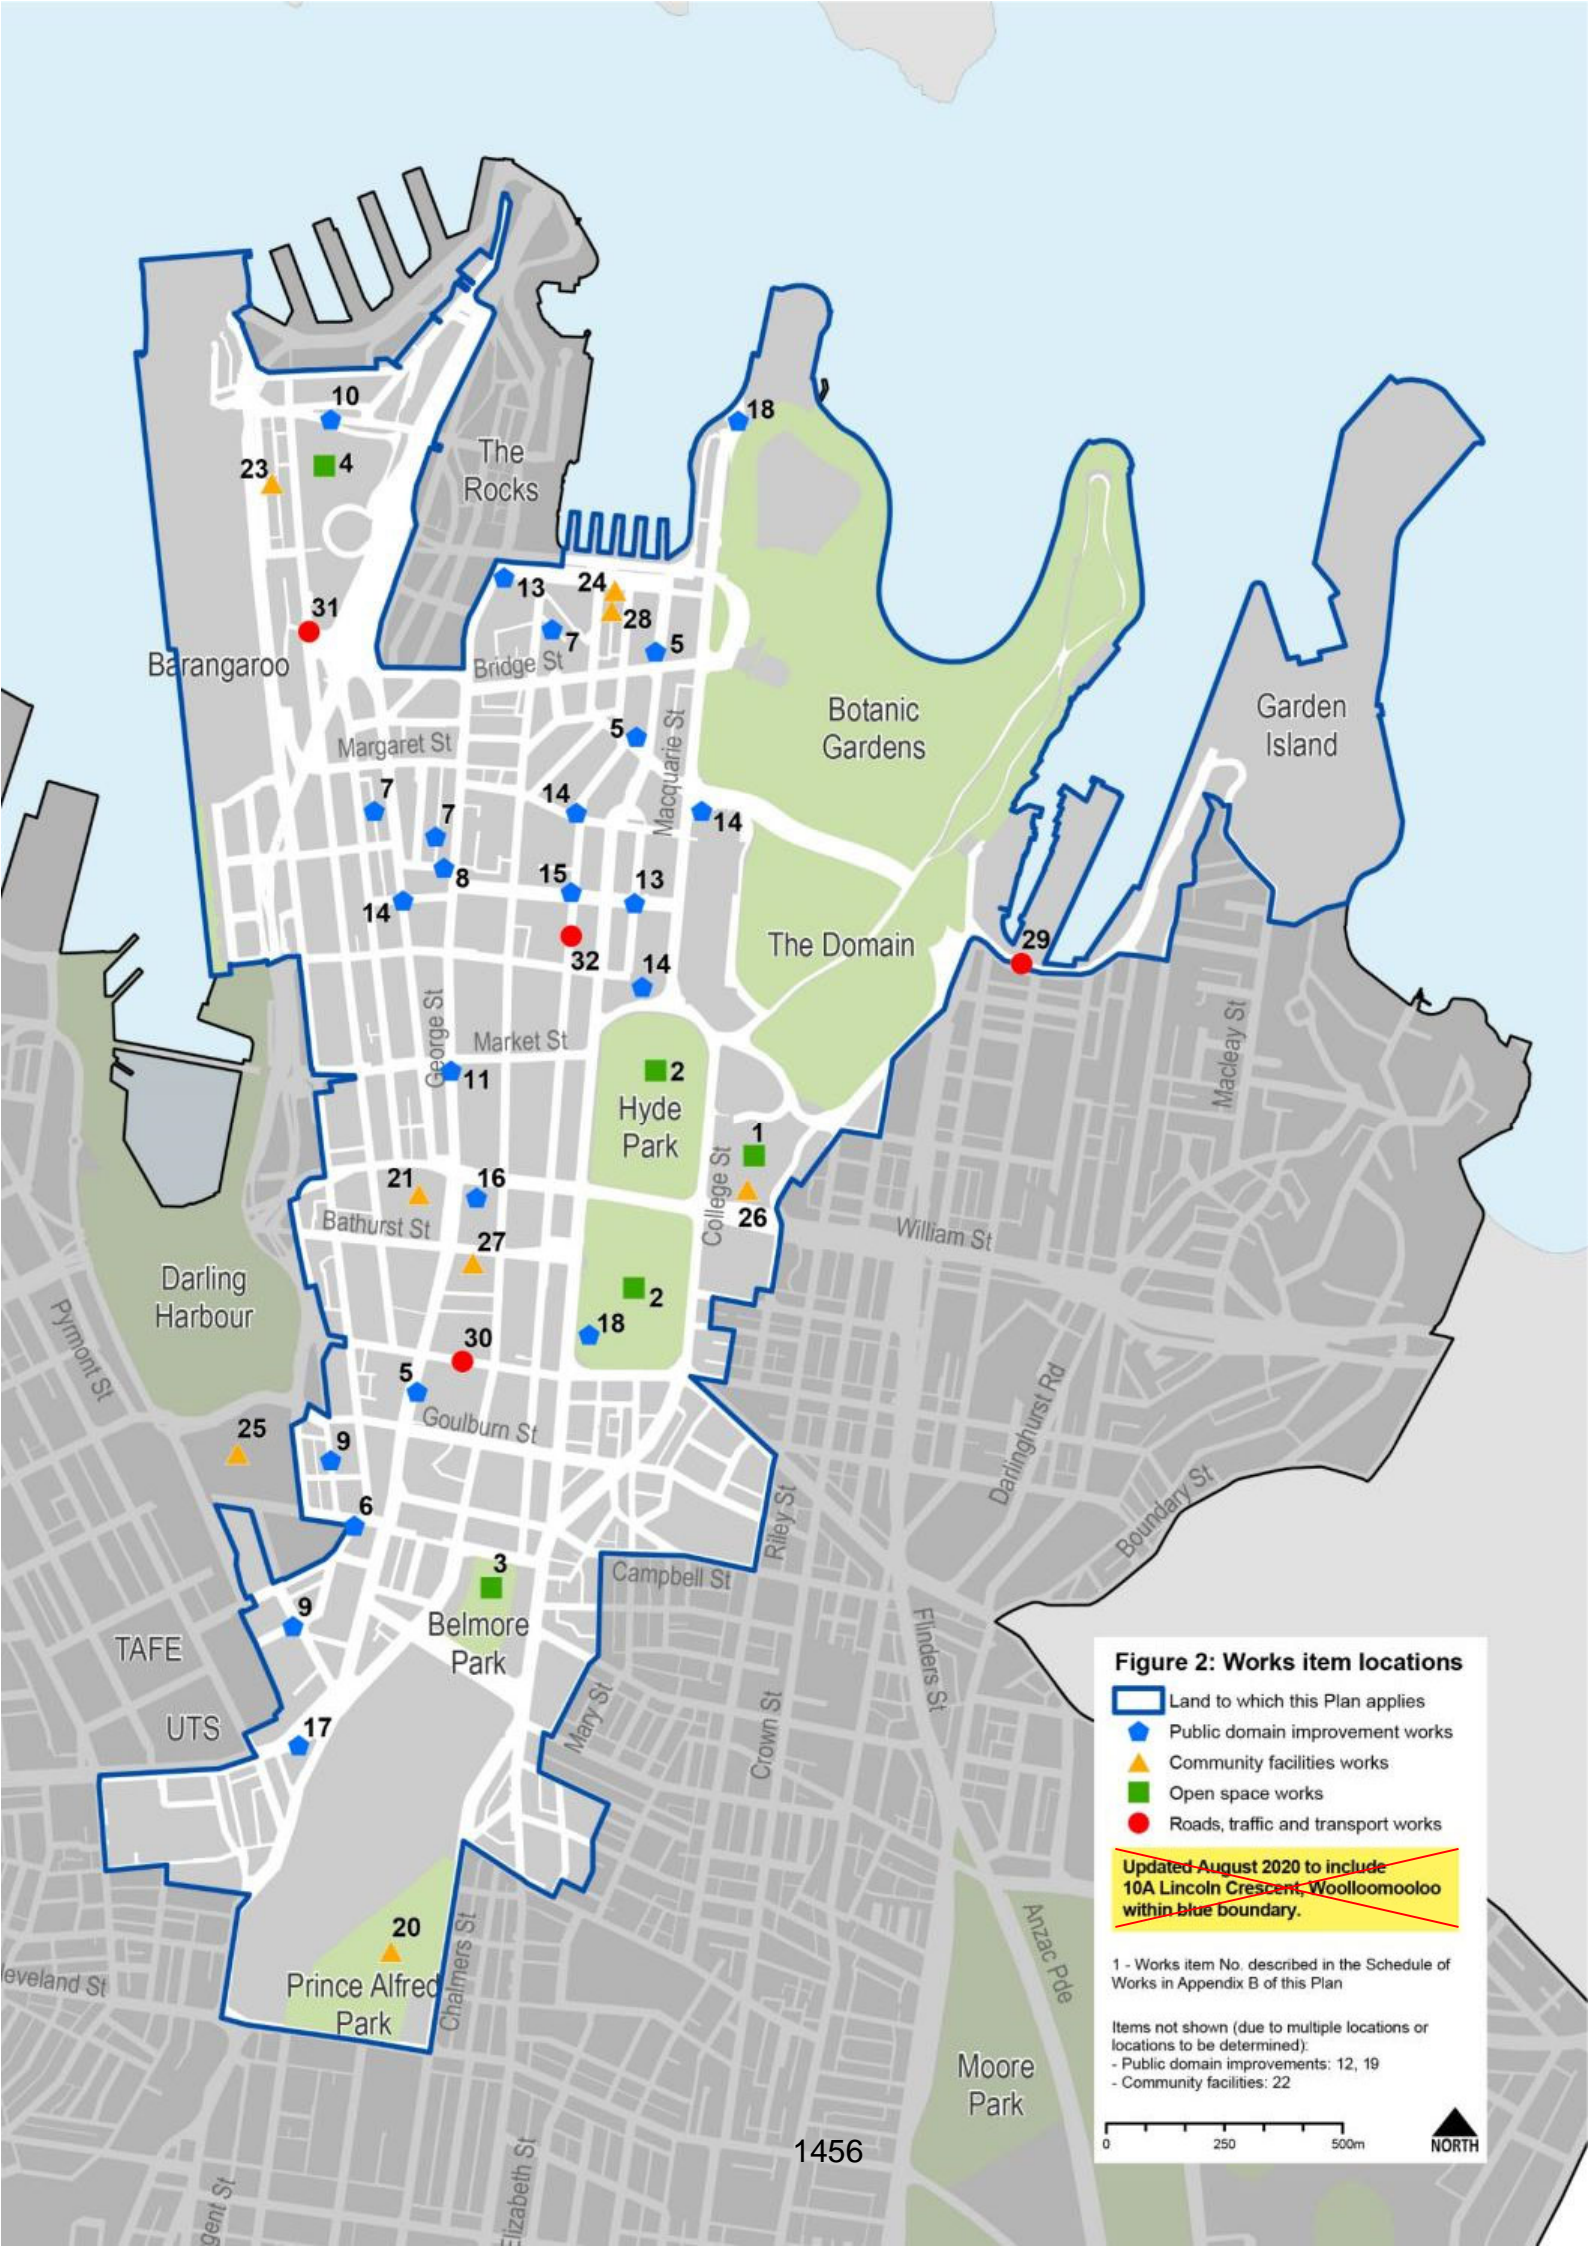 10
18
The
Rocks
4
23
13
24
28
31
7
5
Barangaroo
Bridge St
Botanic
Gardens
Garden
Island
5
Margaret St
Macquarie St
7
14
7
14
8
15
13
14
The Domain
29
32
14
George St
Market St
Macleay St
11
2
Hyde
Park
1
College St
21
16
26
Bathurst St
William St
27
Darling
Harbour
2
Pyrmont St
18
30
5
Darlinghurst Rd
Goulburn St
25
9
Boundary St
6
Riley St
3
Campbell St
9
Belmore
Park
Flinders St
TAFE
UTS
Mary St
Crown St
17
20
Prince Alfred
Park
Chalmers St
eveland St
Anzac Pde
Moore
Park
gent St
Elizabeth St
1456
Figure 2: Works item locations
Land to which this Plan applies
Public domain improvement works
Community facilities works
Open space works
Roads, traffic and transport works
Updated August 2020 to include
10A Lincoln Crescent, Woolloomooloo
within blue boundary.
1 - Works item No. described in the Schedule of
Works in Appendix B of this Plan
Items not shown (due to multiple locations or
locations to be determined):
- Public domain improvements: 12, 19
- Community facilities: 22
0 250 500m
NORTH